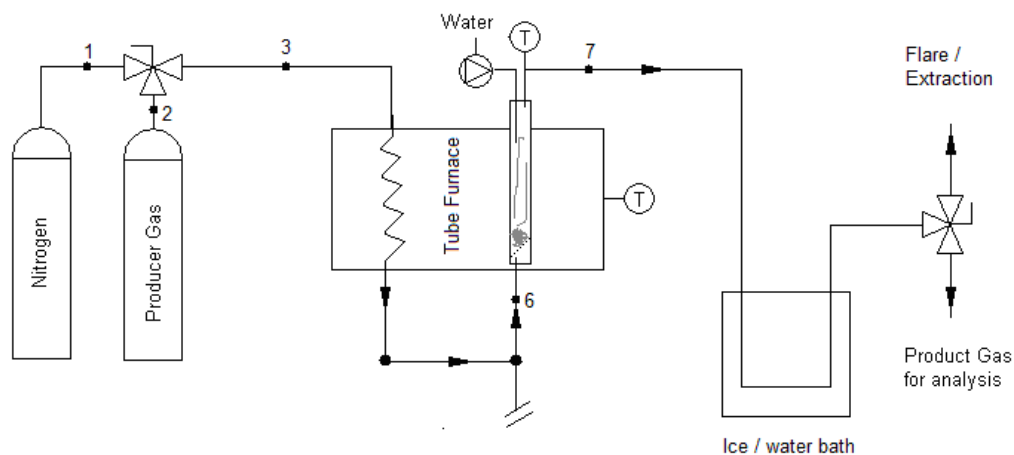 Water
T
7
Flare /
Extraction
1
3
2
Nitrogen
Producer Gas
Tube Furnace
T
6
Product Gas
for analysis
Ice / water bath